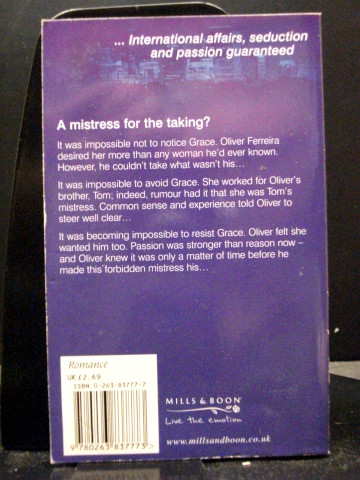 ... International affairs, seduction
and passion guaranteed
A mistress for the taking?
It was impossible not to notice Grace. Oliver Ferreira
desired her more than any woman he'd ever known.
However, he couldn't take what wasn't his...
It was impossible to avoid Grace. She worked for Oliver's
brother, Tom; indeed, rumour had it that she was Tom's
mistress. Common sense and experience told Oliver to
steer well clear...
It was becoming impossible to resist Grace. Oliver felt she
wanted him too. Passion was stronger than reason now –
and Oliver knew it was only a matter of time before he
made this forbidden mistress his...
Romance
UK £2.69
ISBN 0-263-83777-7
9 780263 837773 >
MILLS & BOON®
Live the emotion
www.millsandboon.co.uk